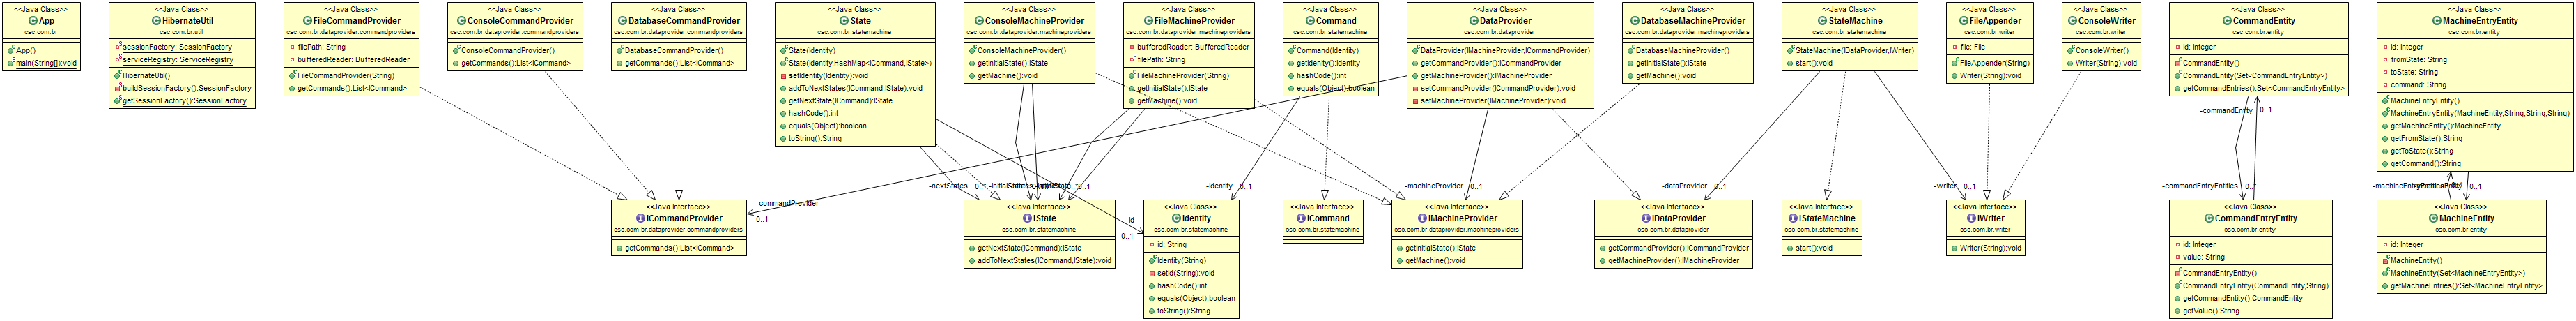 <<Java Class>>
App
csc.com.br
App()
main(String[]):void
<<Java Class>>
HibernateUtil
csc.com.br.util
sessionFactory: SessionFactory
serviceRegistry: ServiceRegistry
HibernateUtil()
buildSessionFactory():SessionFactory
getSessionFactory():SessionFactory
<<Java Class>>
FileCommandProvider
csc.com.br.dataprovider.commandproviders
filePath: String
bufferedReader: BufferedReader
FileCommandProvider(String)
getCommands():List<ICommand>
<<Java Class>>
ConsoleCommandProvider
csc.com.br.dataprovider.commandproviders
ConsoleCommandProvider()
getCommands():List<ICommand>
<<Java Class>>
DatabaseCommandProvider
csc.com.br.dataprovider.commandproviders
DatabaseCommandProvider()
getCommands():List<ICommand>
<<Java Class>>
State
csc.com.br.statemachine
State(Identity)
State(Identity,HashMap<ICommand,IState>)
setIdentity(Identity):void
addToNextStates(ICommand,IState):void
getNextState(ICommand):IState
hashCode():int
equals(Object):boolean
toString():String
<<Java Class>>
ConsoleMachineProvider
csc.com.br.dataprovider.machineproviders
ConsoleMachineProvider()
getInitialState():IState
getMachine():void
<<Java Class>>
FileMachineProvider
csc.com.br.dataprovider.machineproviders
bufferedReader: BufferedReader
filePath: String
FileMachineProvider(String)
getInitialState():IState
getMachine():void
<<Java Class>>
Command
csc.com.br.statemachine
Command(Identity)
getIdenity():Identity
hashCode():int
equals(Object):boolean
<<Java Class>>
DataProvider
csc.com.br.dataprovider
DataProvider(IMachineProvider,ICommandProvider)
getCommandProvider():ICommandProvider
getMachineProvider():IMachineProvider
setCommandProvider(ICommandProvider):void
setMachineProvider(IMachineProvider):void
<<Java Class>>
DatabaseMachineProvider
csc.com.br.dataprovider.machineproviders
DatabaseMachineProvider()
getInitialState():IState
getMachine():void
<<Java Class>>
StateMachine
csc.com.br.statemachine
StateMachine(IDataProvider,IWriter)
start():void
<<Java Class>>
FileAppender
csc.com.br.writer
file: File
FileAppender(String)
Writer(String):void
<<Java Class>>
ConsoleWriter
csc.com.br.writer
ConsoleWriter()
Writer(String):void
<<Java Class>>
CommandEntity
csc.com.br.entity
id: Integer
CommandEntity()
CommandEntity(Set<CommandEntryEntity>)
getCommandEntries():Set<CommandEntryEntity>
<<Java Class>>
MachineEntryEntity
csc.com.br.entity
id: Integer
fromState: String
toState: String
command: String
MachineEntryEntity()
MachineEntryEntity(MachineEntity,String,String,String)
getMachineEntity():MachineEntity
getFromState():String
getToState():String
getCommand():String
-commandEntity
0..1
-nextStates
0..*
-identity
0..1
-machineProvider
0..1
-dataProvider
0..1
-writer
0..1
-commandEntryEntities
0..*
0..1
-commandProvider
0..1
-id
0..1
<<Java Interface>>
ICommandProvider
csc.com.br.dataprovider.commandproviders
getCommands():List<ICommand>
<<Java Interface>>
IState
csc.com.br.statemachine
getNextState(ICommand):IState
addToNextStates(ICommand,IState):void
<<Java Class>>
Identity
csc.com.br.statemachine
id: String
Identity(String)
setId(String):void
hashCode():int
equals(Object):boolean
toString():String
<<Java Interface>>
ICommand
csc.com.br.statemachine
<<Java Interface>>
IMachineProvider
csc.com.br.dataprovider.machineproviders
getInitialState():IState
getMachine():void
<<Java Interface>>
IDataProvider
csc.com.br.dataprovider
getCommandProvider():ICommandProvider
getMachineProvider():IMachineProvider
<<Java Interface>>
IStateMachine
csc.com.br.statemachine
start():void
<<Java Interface>>
IWriter
csc.com.br.writer
Writer(String):void
<<Java Class>>
CommandEntryEntity
csc.com.br.entity
id: Integer
value: String
CommandEntryEntity()
CommandEntryEntity(CommandEntity,String)
getCommandEntity():CommandEntity
getValue():String
<<Java Class>>
MachineEntity
csc.com.br.entity
id: Integer
MachineEntity()
MachineEntity(Set<MachineEntryEntity>)
getMachineEntries():Set<MachineEntryEntity>